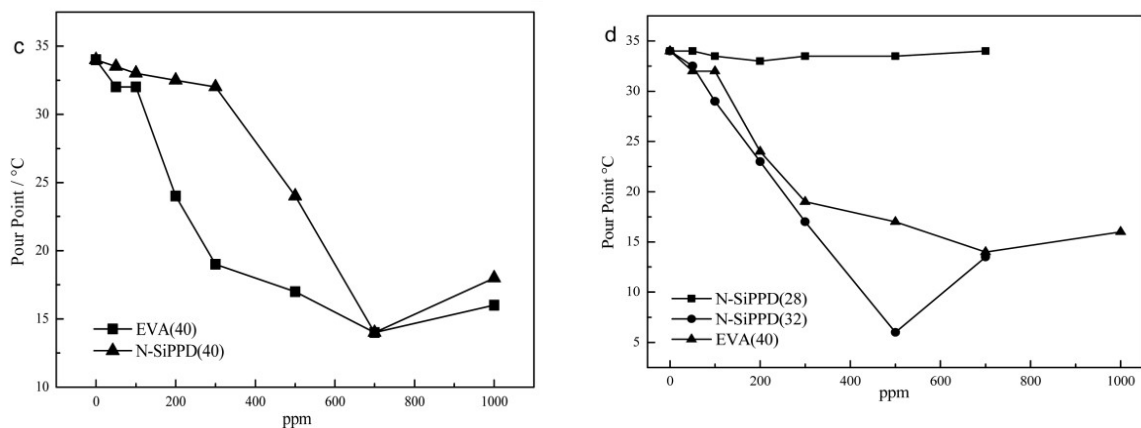 c
35
30
25
20
15
10
Pour Point / °C
EVA(40)
N-SiPPD(40)
0
200
400
600
800
1000
ppm
d
35
30
25
20
15
10
5
Pour Point °C
N-SiPPD(28)
N-SiPPD(32)
EVA(40)
0
200
400
600
800
1000
ppm